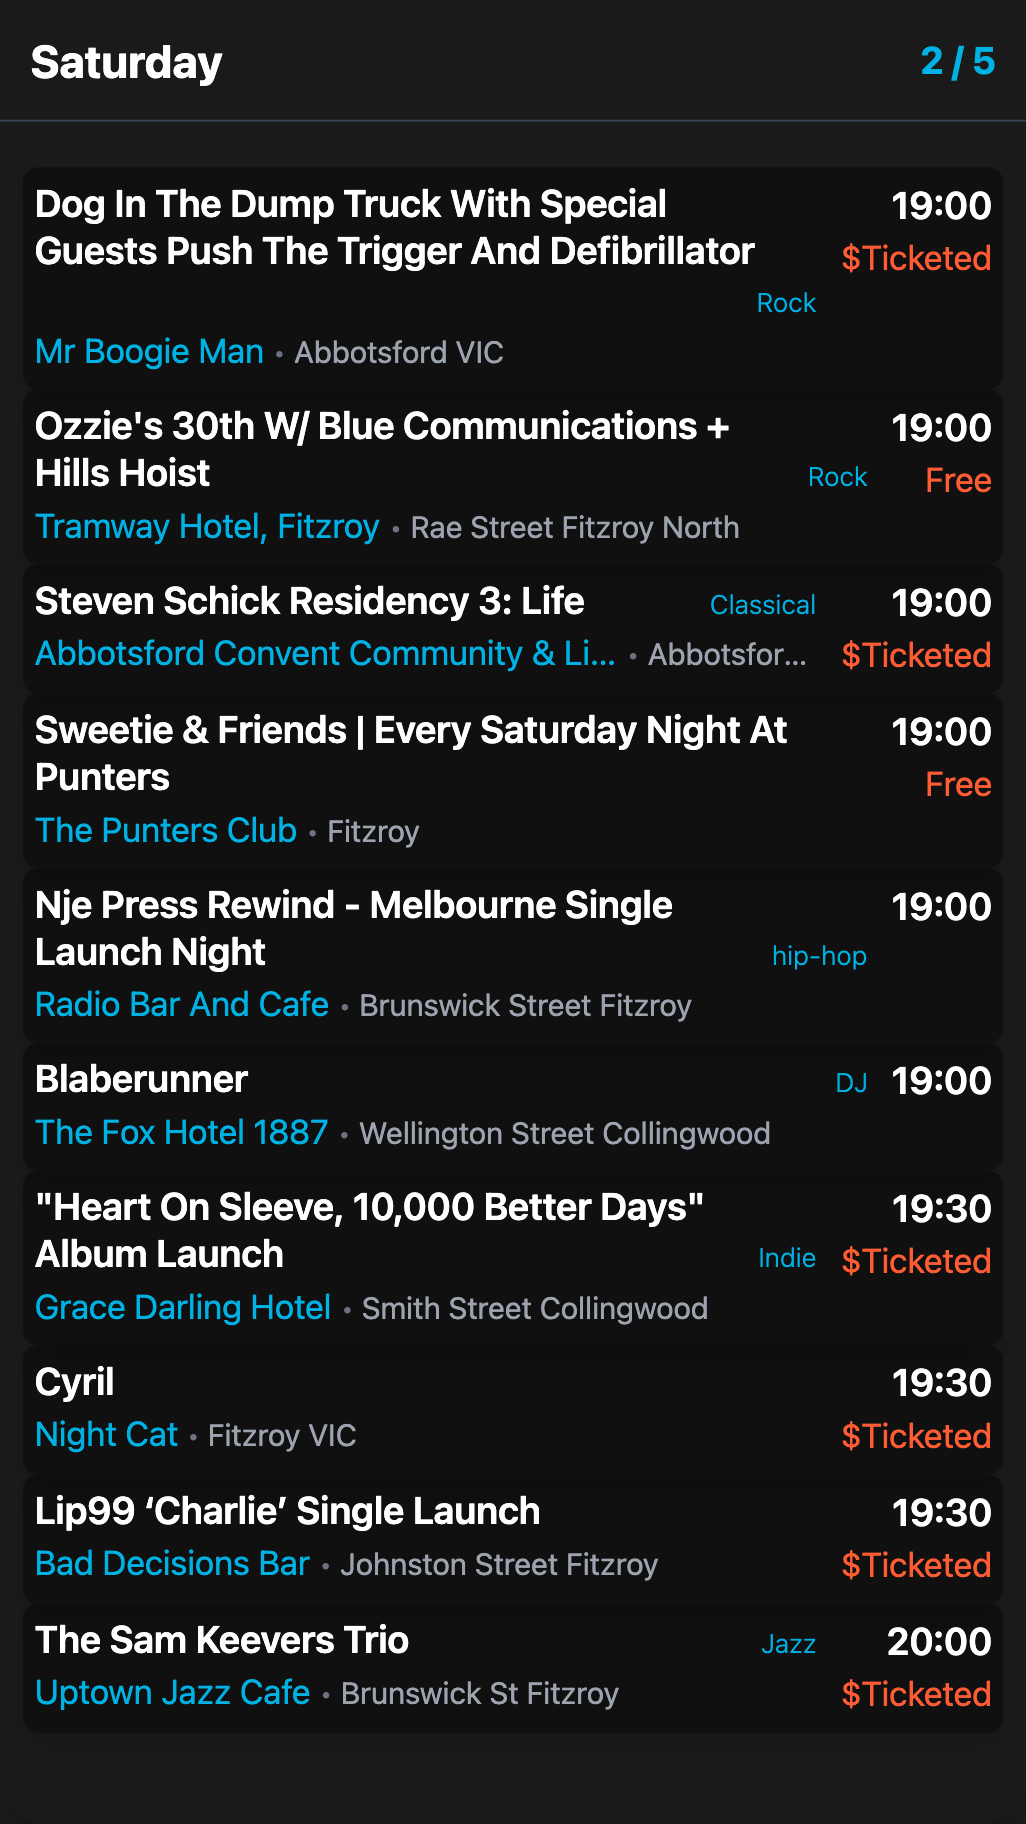 Saturday 2 / 5
Dog In The Dump Truck With Special 19:00
Guests Push The Trigger And Defibrillator $Ticketed
Rock
Mr Boogie Man • Abbotsford VIC
Ozzie's 30th W/ Blue Communications + 19:00
Hills Hoist Rock Free
Tramway Hotel, Fitzroy • Rae Street Fitzroy North
Steven Schick Residency 3: Life Classical 19:00
Abbotsford Convent Community & Li... • Abbotsfor... $Ticketed
Sweetie & Friends | Every Saturday Night At 19:00
Punters Free
The Punters Club • Fitzroy
Nje Press Rewind - Melbourne Single 19:00
Launch Night hip-hop
Radio Bar And Cafe • Brunswick Street Fitzroy
Blaberunner DJ 19:00
The Fox Hotel 1887 • Wellington Street Collingwood
"Heart On Sleeve, 10,000 Better Days" 19:30
Album Launch Indie $Ticketed
Grace Darling Hotel • Smith Street Collingwood
Cyril 19:30
Night Cat • Fitzroy VIC $Ticketed
Lip99 ‘Charlie’ Single Launch 19:30
Bad Decisions Bar • Johnston Street Fitzroy $Ticketed
The Sam Keevers Trio Jazz 20:00
Uptown Jazz Cafe • Brunswick St Fitzroy $Ticketed